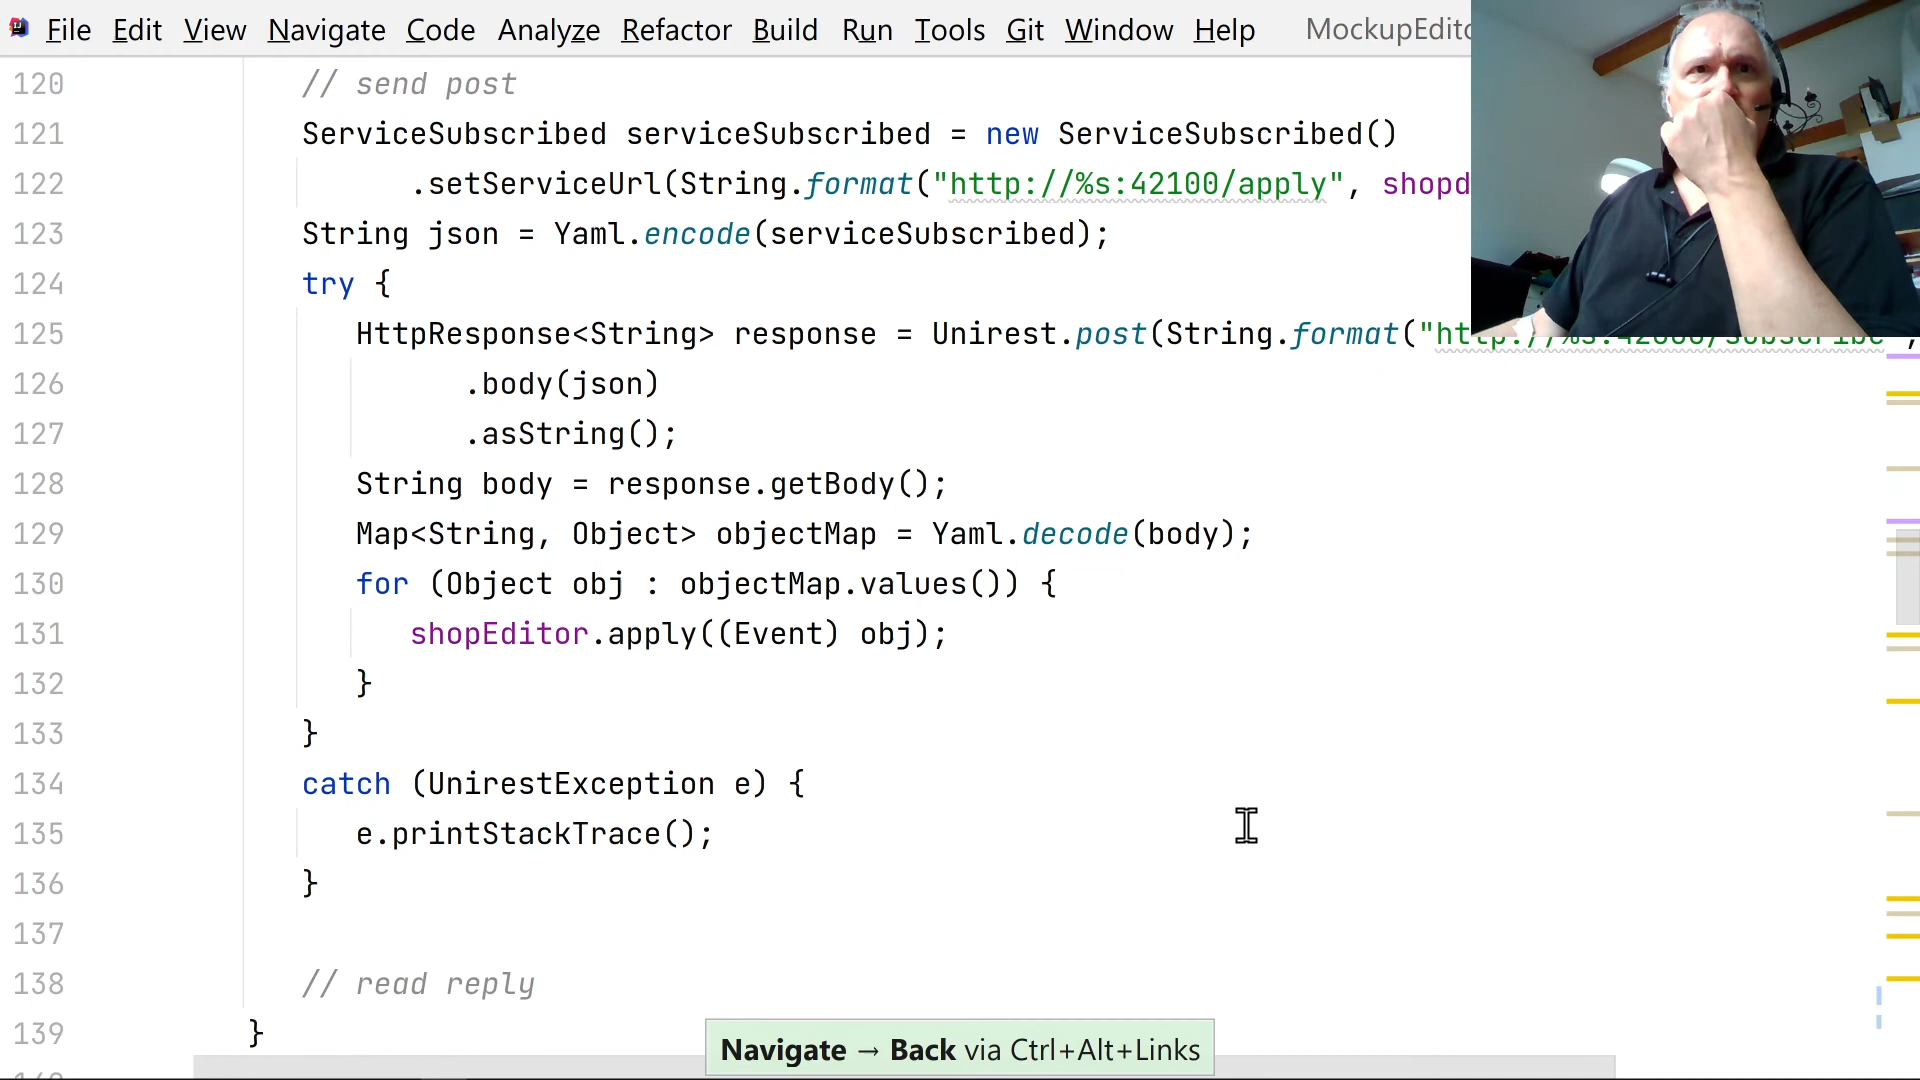 File Edit View Navigate Code Analyze Refactor Build Run Tools Git Window Help MockupEdito
120 // send post
121 ServiceSubscribed serviceSubscribed = new ServiceSubscribed()
122 .setServiceUrl(String.format("http://%s:42100/apply", shopd
123 String json = Yaml.encode(serviceSubscribed);
124 try {
125 HttpResponse<String> response = Unirest.post(String.format("http://%s:42000/subscribe",
126 .body(json)
127 .asString();
128 String body = response.getBody();
129 Map<String, Object> objectMap = Yaml.decode(body);
130 for (Object obj : objectMap.values()) {
131 shopEditor.apply((Event) obj);
132 }
133 }
134 catch (UnirestException e) {
135 e.printStackTrace();
136 }
137
138 // read reply
139 }
Navigate → Back via Ctrl+Alt+Links